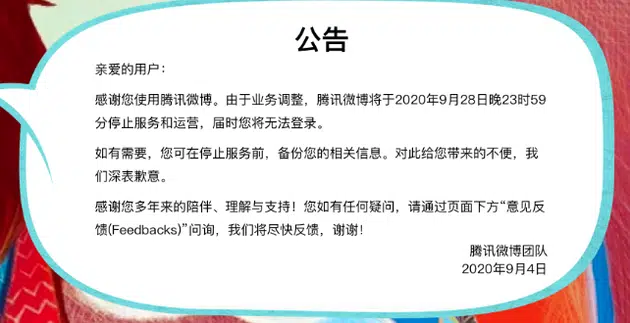 公告
亲爱的用户：
感谢您使用腾讯微博。由于业务调整，腾讯微博将于2020年9月28日晚23时59
分停止服务和运营，届时您将无法登录。
如有需要，您可在停止服务前，备份您的相关信息。对此给您带来的不便，我
们深表歉意。
感谢您多年来的陪伴、理解与支持！您如有任何疑问，请通过页面下方“意见反
馈(Feedbacks)”问询，我们将尽快反馈，谢谢！
腾讯微博团队
2020年9月4日